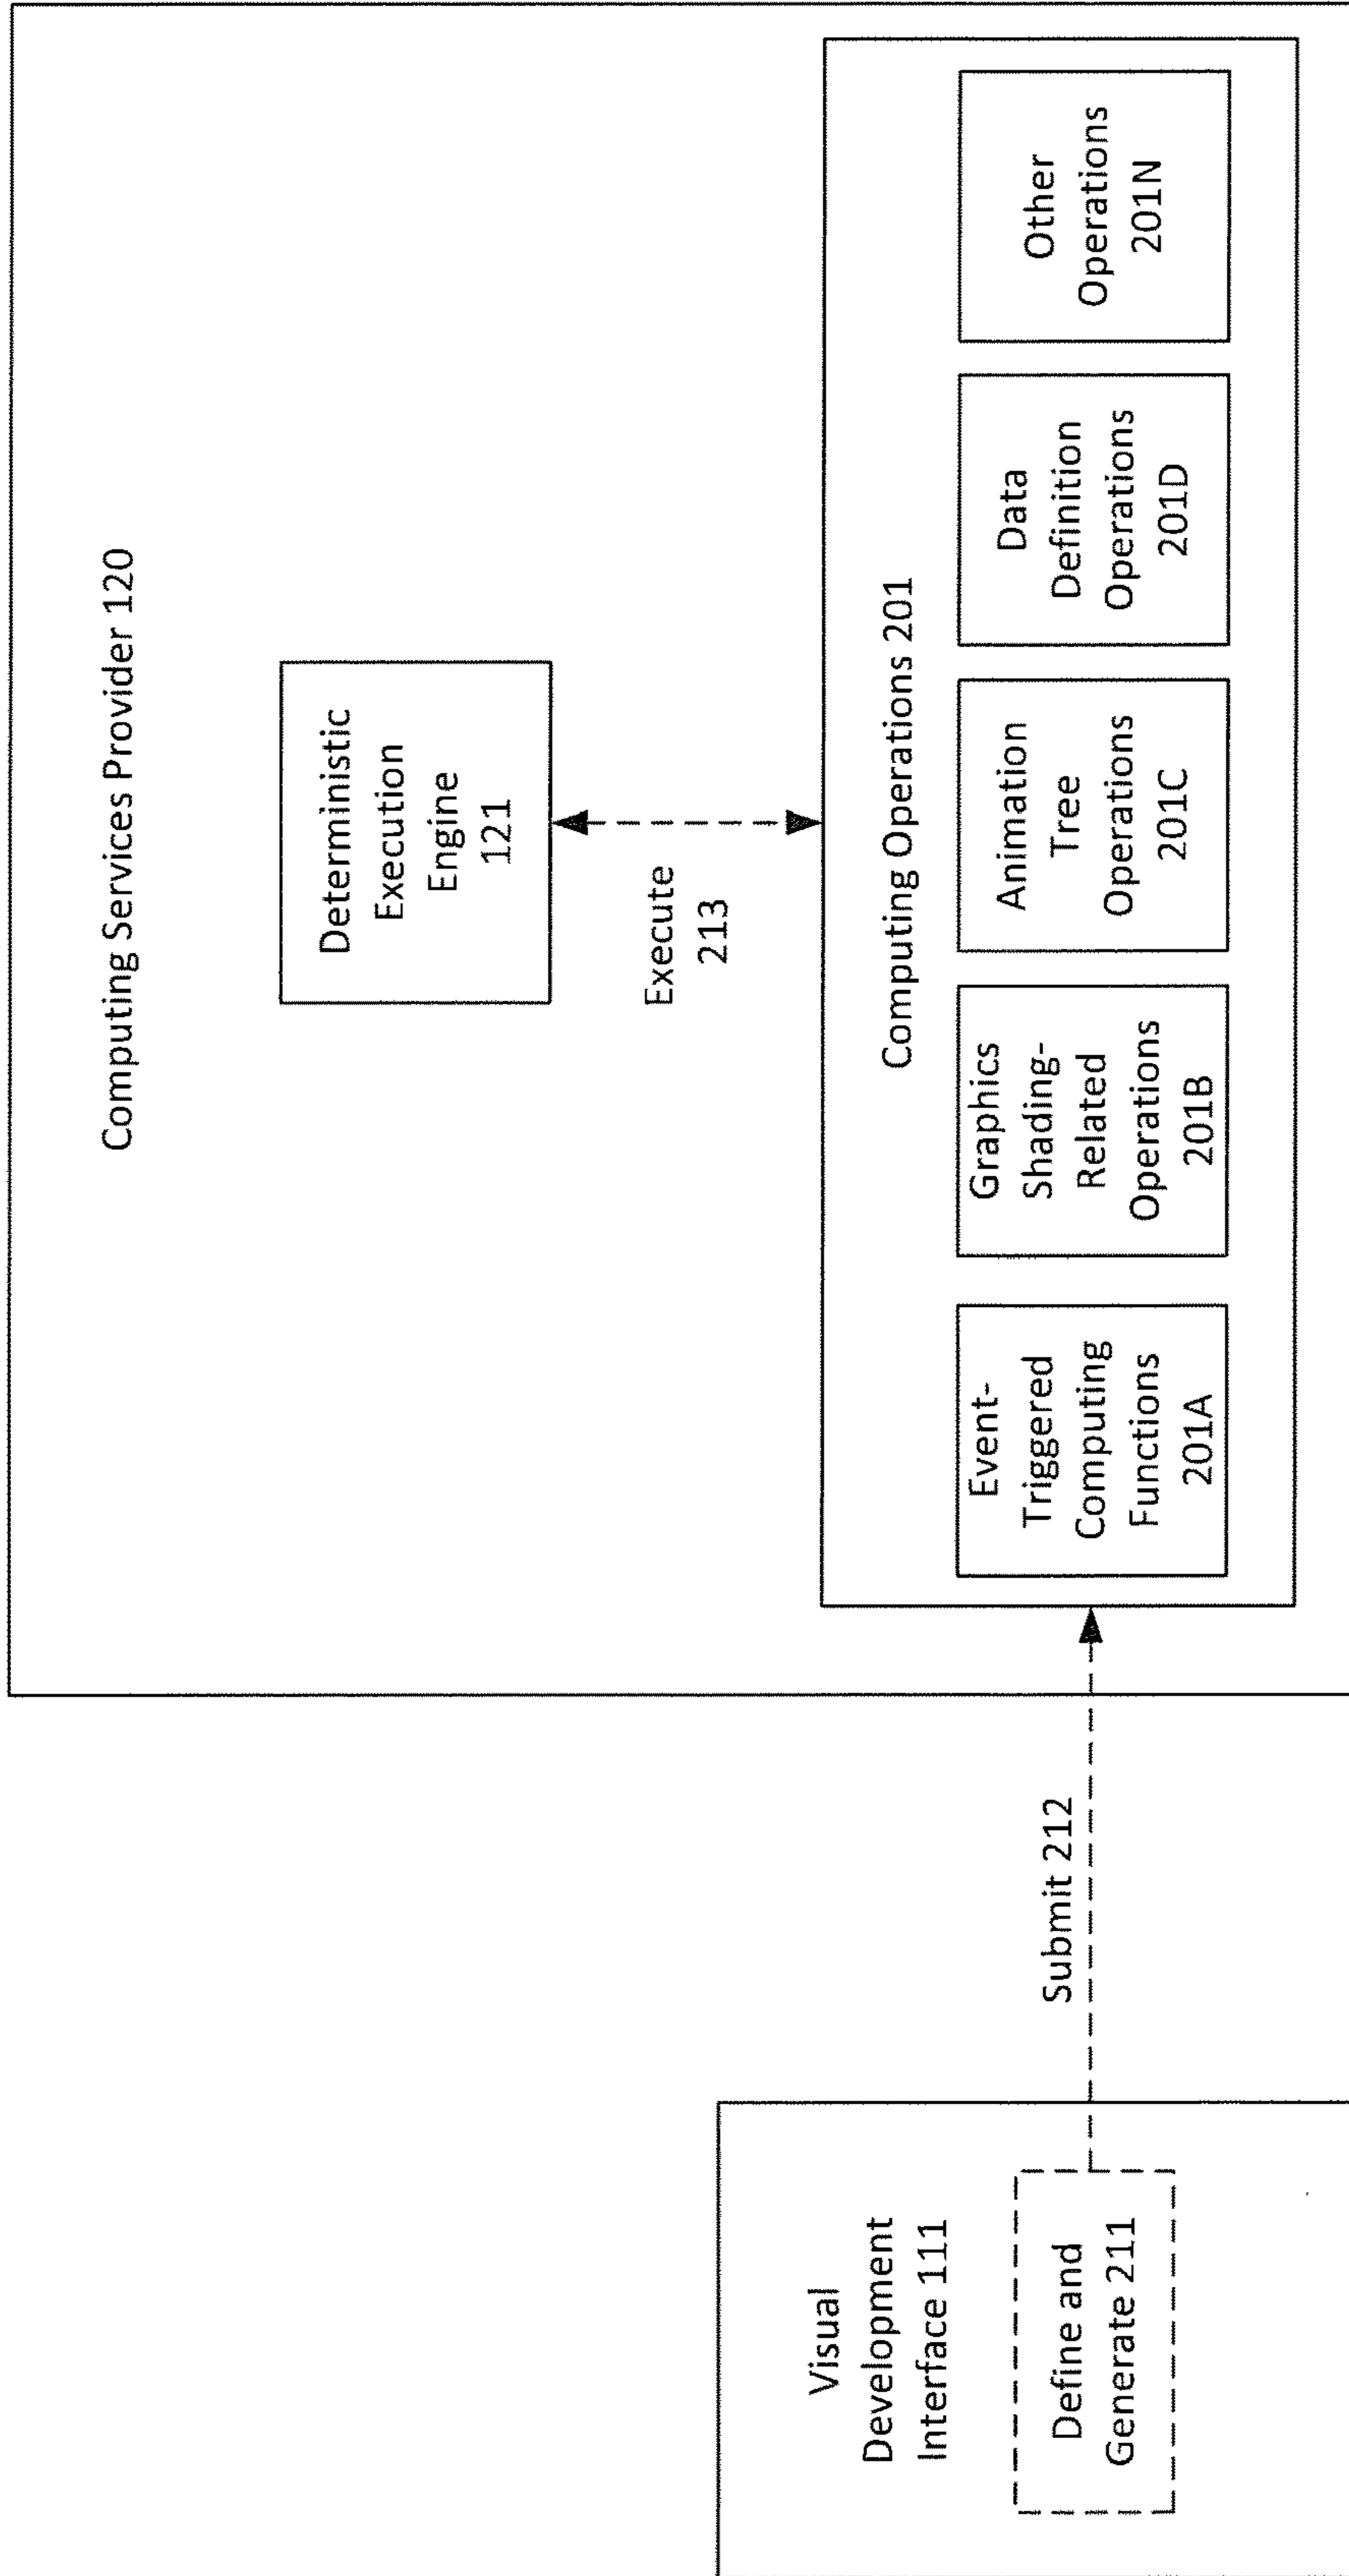 Computing Services Provider 120
Deterministic
Execution
Engine
121
Execute
213
Computing Operations 201
Event-
Triggered
Computing
Functions
201A
Graphics
Shading-
Related
Operations
201B
Animation
Tree
Operations
201C
Data
Definition
Operations
201D
Other
Operations
201N
Submit 212
Visual
Development
Interface 111
Define and
Generate 211